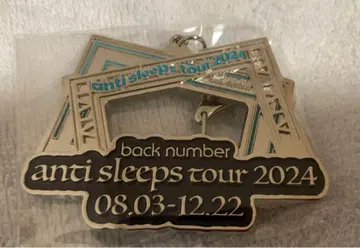 anti sleeps tour 2024
back number
anti sleeps tour 2024
08.03-12.22